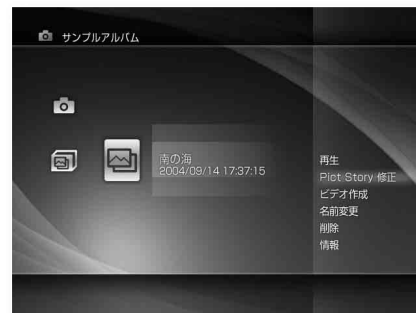 サンプルアルバム
南の海
2004/09/14 17:37:15
再生
Pict Story 修正
ビデオ作成
名前変更
削除
情報